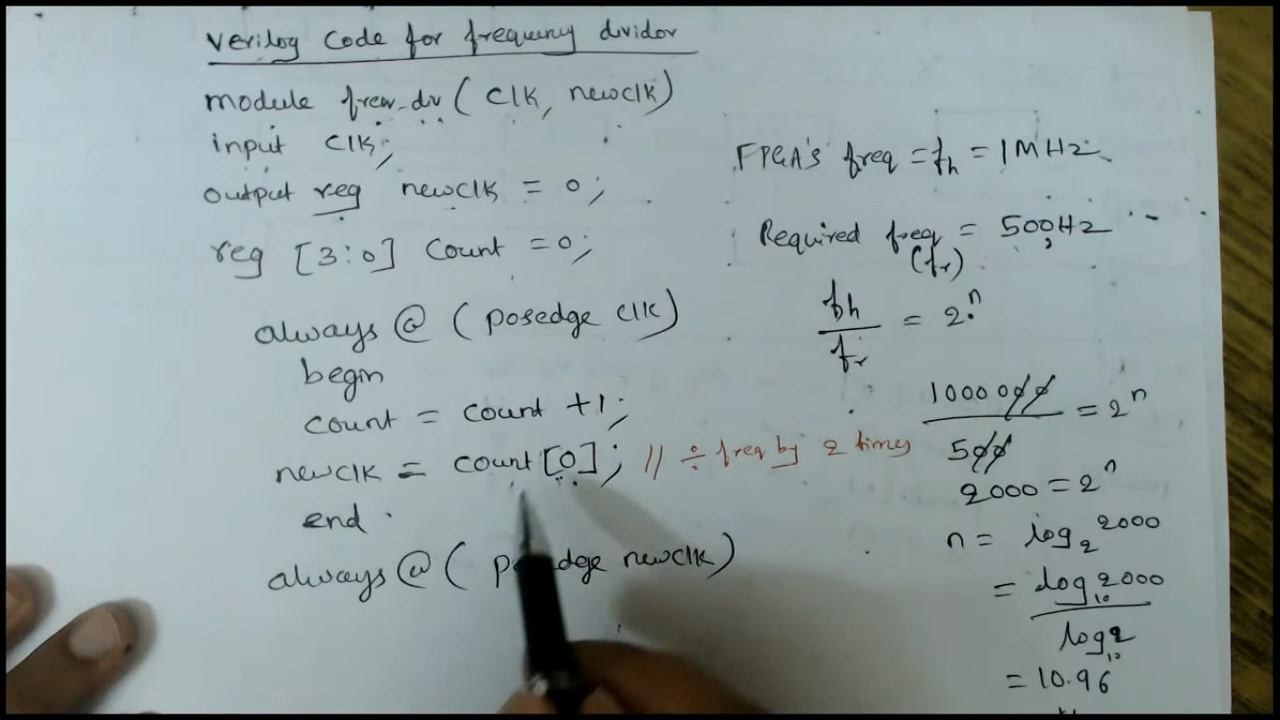 Verilog Code for frequency dividor
module freq_div (clk, newclk)
input clk;
output reg newclk = 0;
reg [3:0] count = 0;
always @ (posedge clk)
begin
count = count +1;
newclk = count[0]; // ÷ freq by 2 times
end
always @ (posedge newclk)
FPGA's freq = fh = 1MHz
Required freq = 500Hz
(fr)
fh
—— = 2^n
fr
1000000
—— = 2^n
500
2000 = 2^n
n = log₂ 2000
= log₁₀ 2000
log₁₀ 2
= 10.96